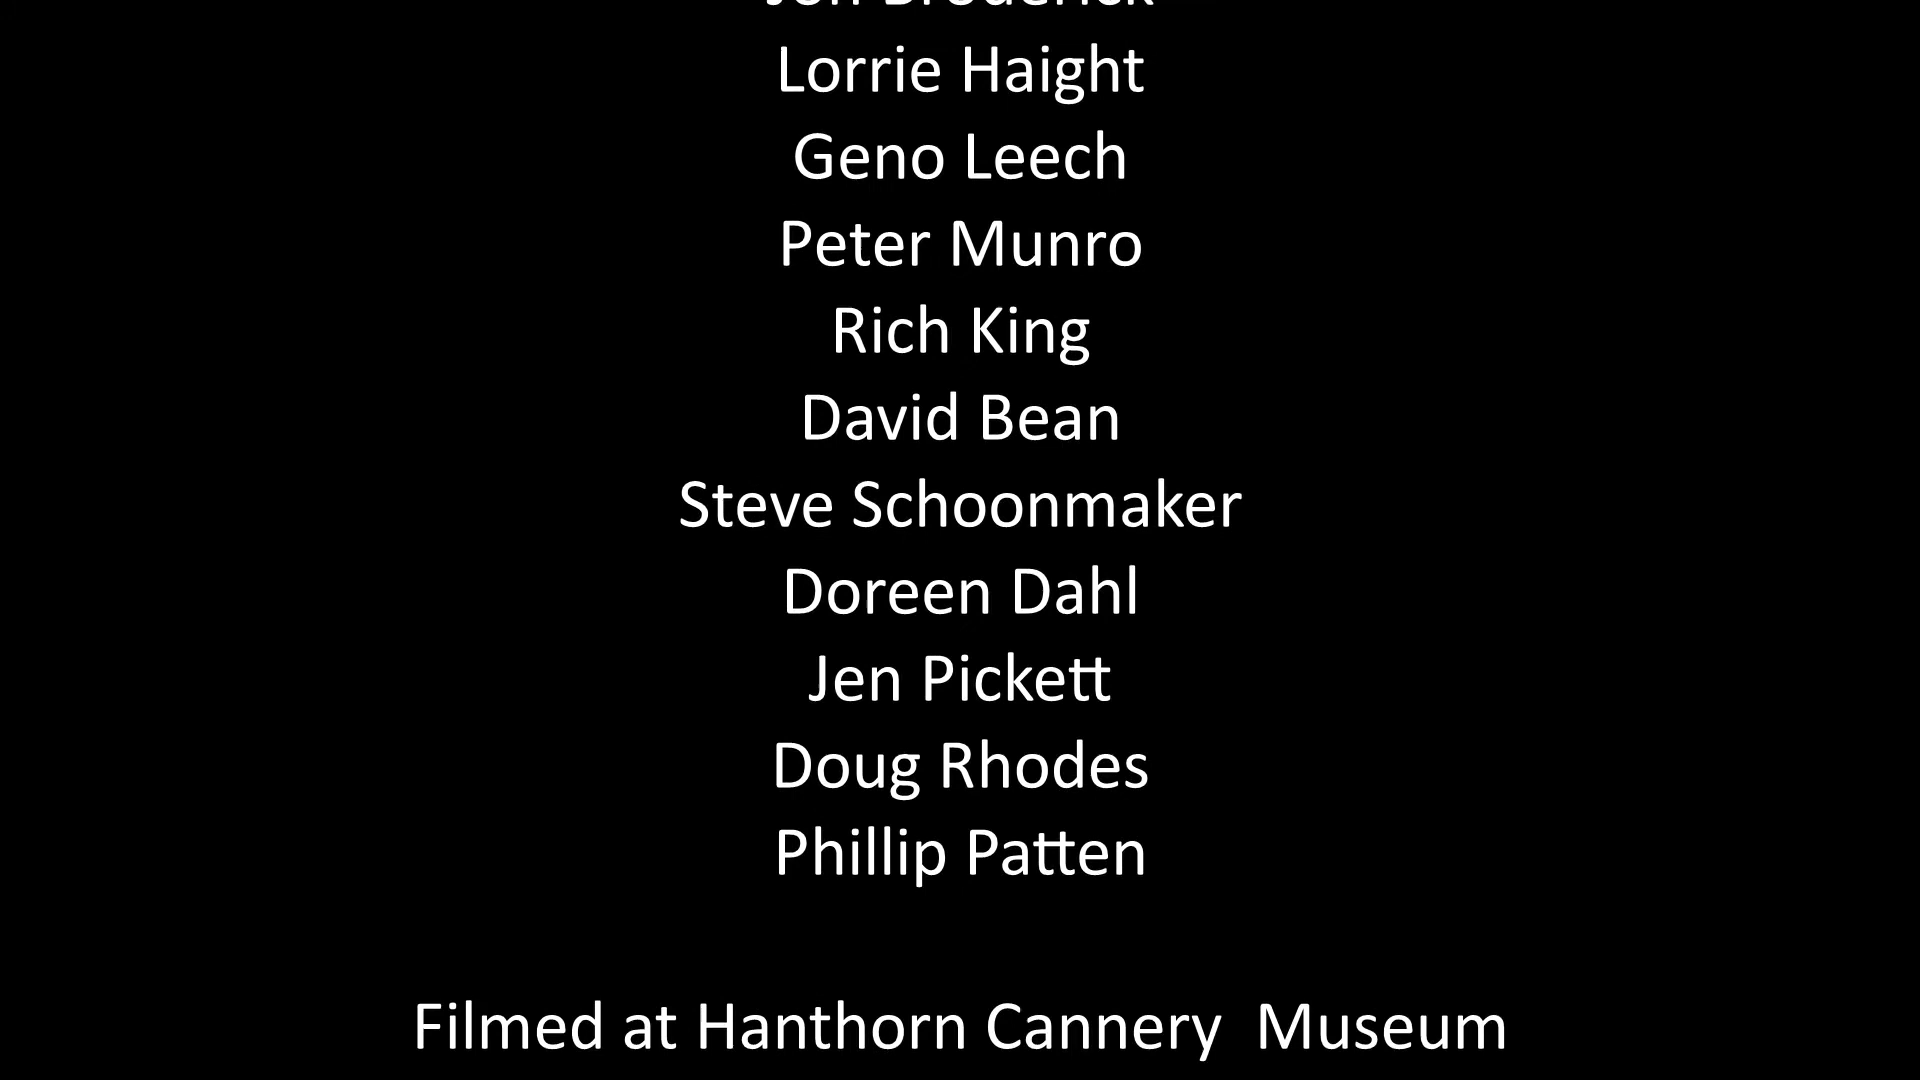 Broderick
Lorrie Haight
Geno Leech
Peter Munro
Rich King
David Bean
Steve Schoonmaker
Doreen Dahl
Jen Pickett
Doug Rhodes
Phillip Patten
Filmed at Hanthorn Cannery  Museum